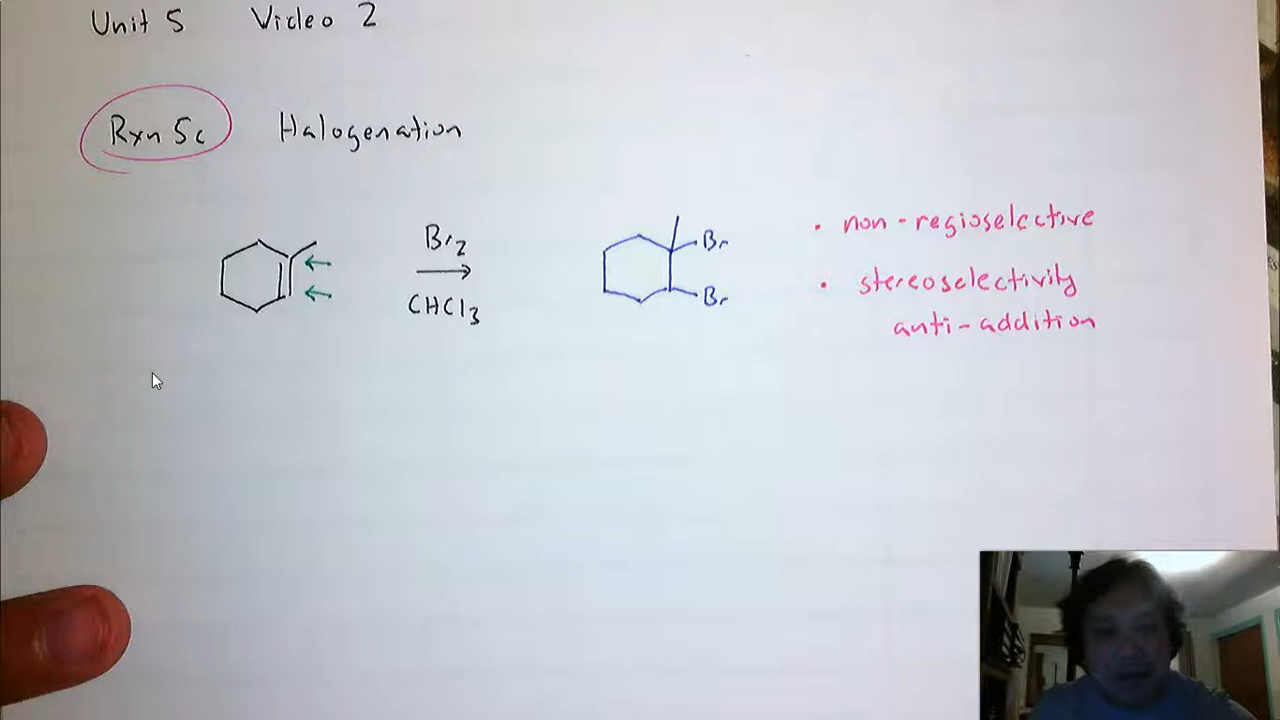 Unit 5 Video 2
Rxn 5c Halogenation
Br2
CHCl3
Br
Br
• non-regioselective
• stereoselectivity
anti-addition